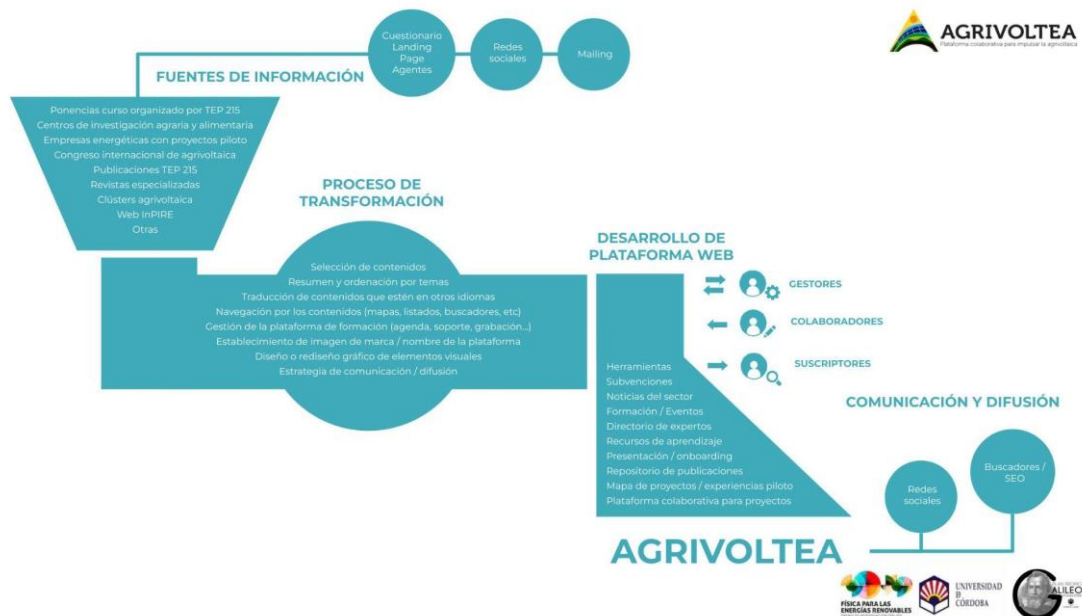 AGRIVOLTEA
Plataforma colaborativa para impulsar la agrivoltaica
Cuestionario
Landing
Page
Agentes
Redes
sociales
Mailing
FUENTES DE INFORMACIÓN
Ponencias curso organizado por TEP 215
Centros de investigación agraria y alimentaria
Empresas energéticas con proyectos piloto
Congreso internacional de agrivoltaica
Publicaciones TEP 215
Revistas especializadas
Clústers agrivoltaica
Web InPIRE
Otras
PROCESO DE
TRANSFORMACIÓN
Selección de contenidos
Resumen y ordenación por temas
Traducción de contenidos que estén en otros idiomas
Navegación por los contenidos (mapas, listados, buscadores, etc)
Gestión de la plataforma de formación (agenda, soporte, grabación...)
Establecimiento de imagen de marca / nombre de la plataforma
Diseño o rediseño gráfico de elementos visuales
Estrategia de comunicación / difusión
DESARROLLO DE
PLATAFORMA WEB
GESTORES
COLABORADORES
SUSCRIPTORES
Herramientas
Subvenciones
Noticias del sector
Formación / Eventos
Directorio de expertos
Recursos de aprendizaje
Presentación / onboarding
Repositorio de publicaciones
Mapa de proyectos / experiencias piloto
Plataforma colaborativa para proyectos
COMUNICACIÓN Y DIFUSIÓN
Redes
sociales
Buscadores /
SEO
AGRIVOLTEA
FÍSICA PARA LAS
ENERGÍAS RENOVABLES
UNIVERSIDAD
D
CÓRDOBA
GALILEO